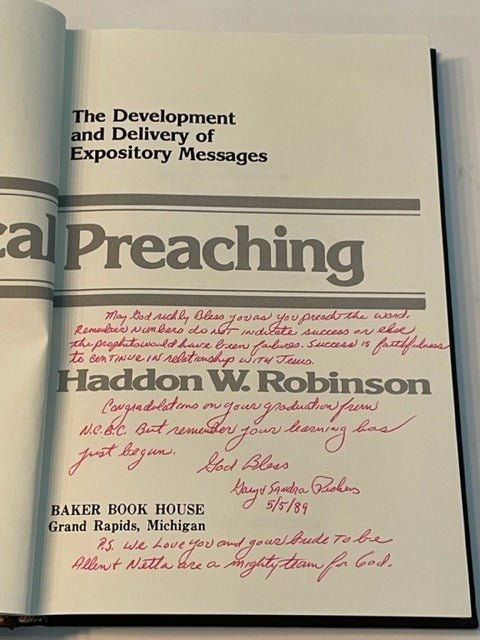 The Development
and Delivery of
Expository Messages
cal Preaching
May God richly Bless you as you preach the word.
Remember numbers do not indicate success or else
the prophets would have been failures. Success is faithfulness
to continue in relationship with Jesus.
Haddon W. Robinson
Congradulations on your graduation from
N.C.B.C. But remember your learning has
just begun.
God Bless
Gary & Sandra
5/5/89
BAKER BOOK HOUSE
Grand Rapids, Michigan
P.S. We Love you and your bride To be
Allen & Netta are a mighty team for God.